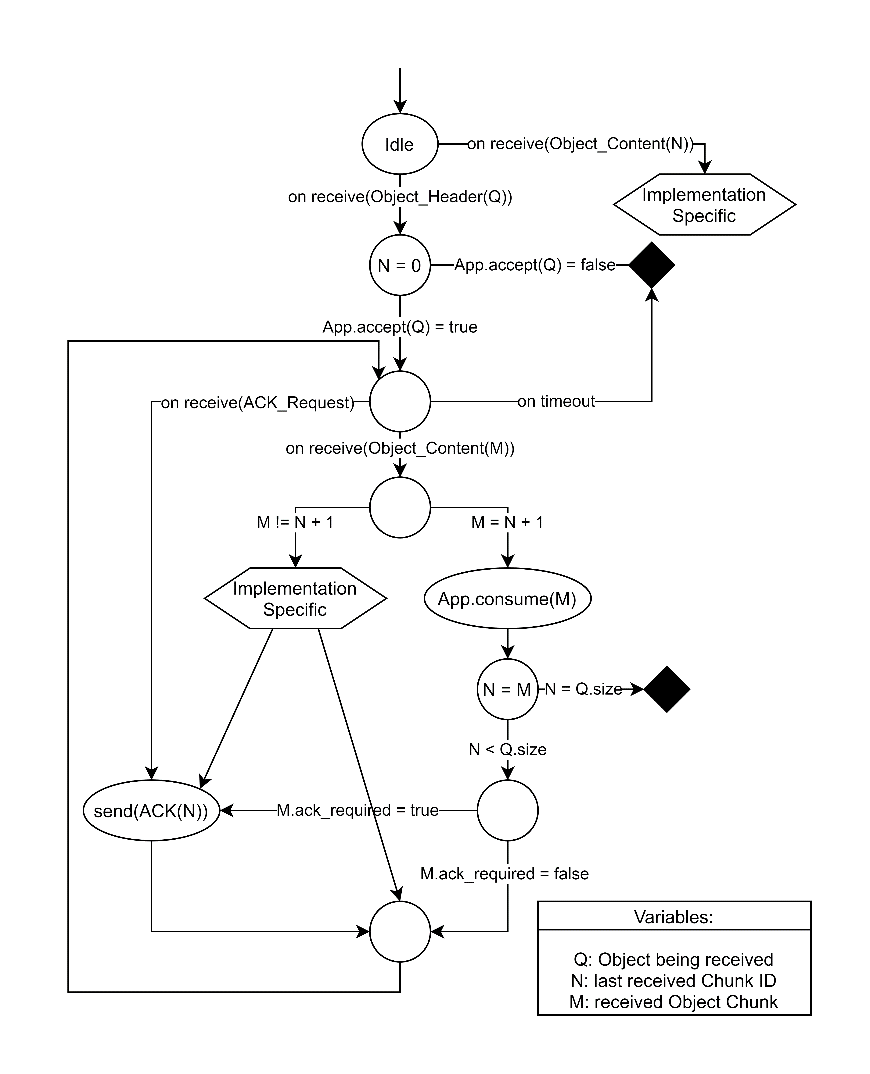 Idle
on receive(Object_Content(N))
Implementation
Specific
on receive(Object_Header(Q))
N = 0
App.accept(Q) = false
App.accept(Q) = true
on receive(ACK_Request)
on timeout
on receive(Object_Content(M))
M != N + 1
M = N + 1
Implementation
Specific
App.consume(M)
N = M
N = Q.size
N < Q.size
send(ACK(N))
M.ack_required = true
M.ack_required = false
Variables:
Q: Object being received
N: last received Chunk ID
M: received Object Chunk